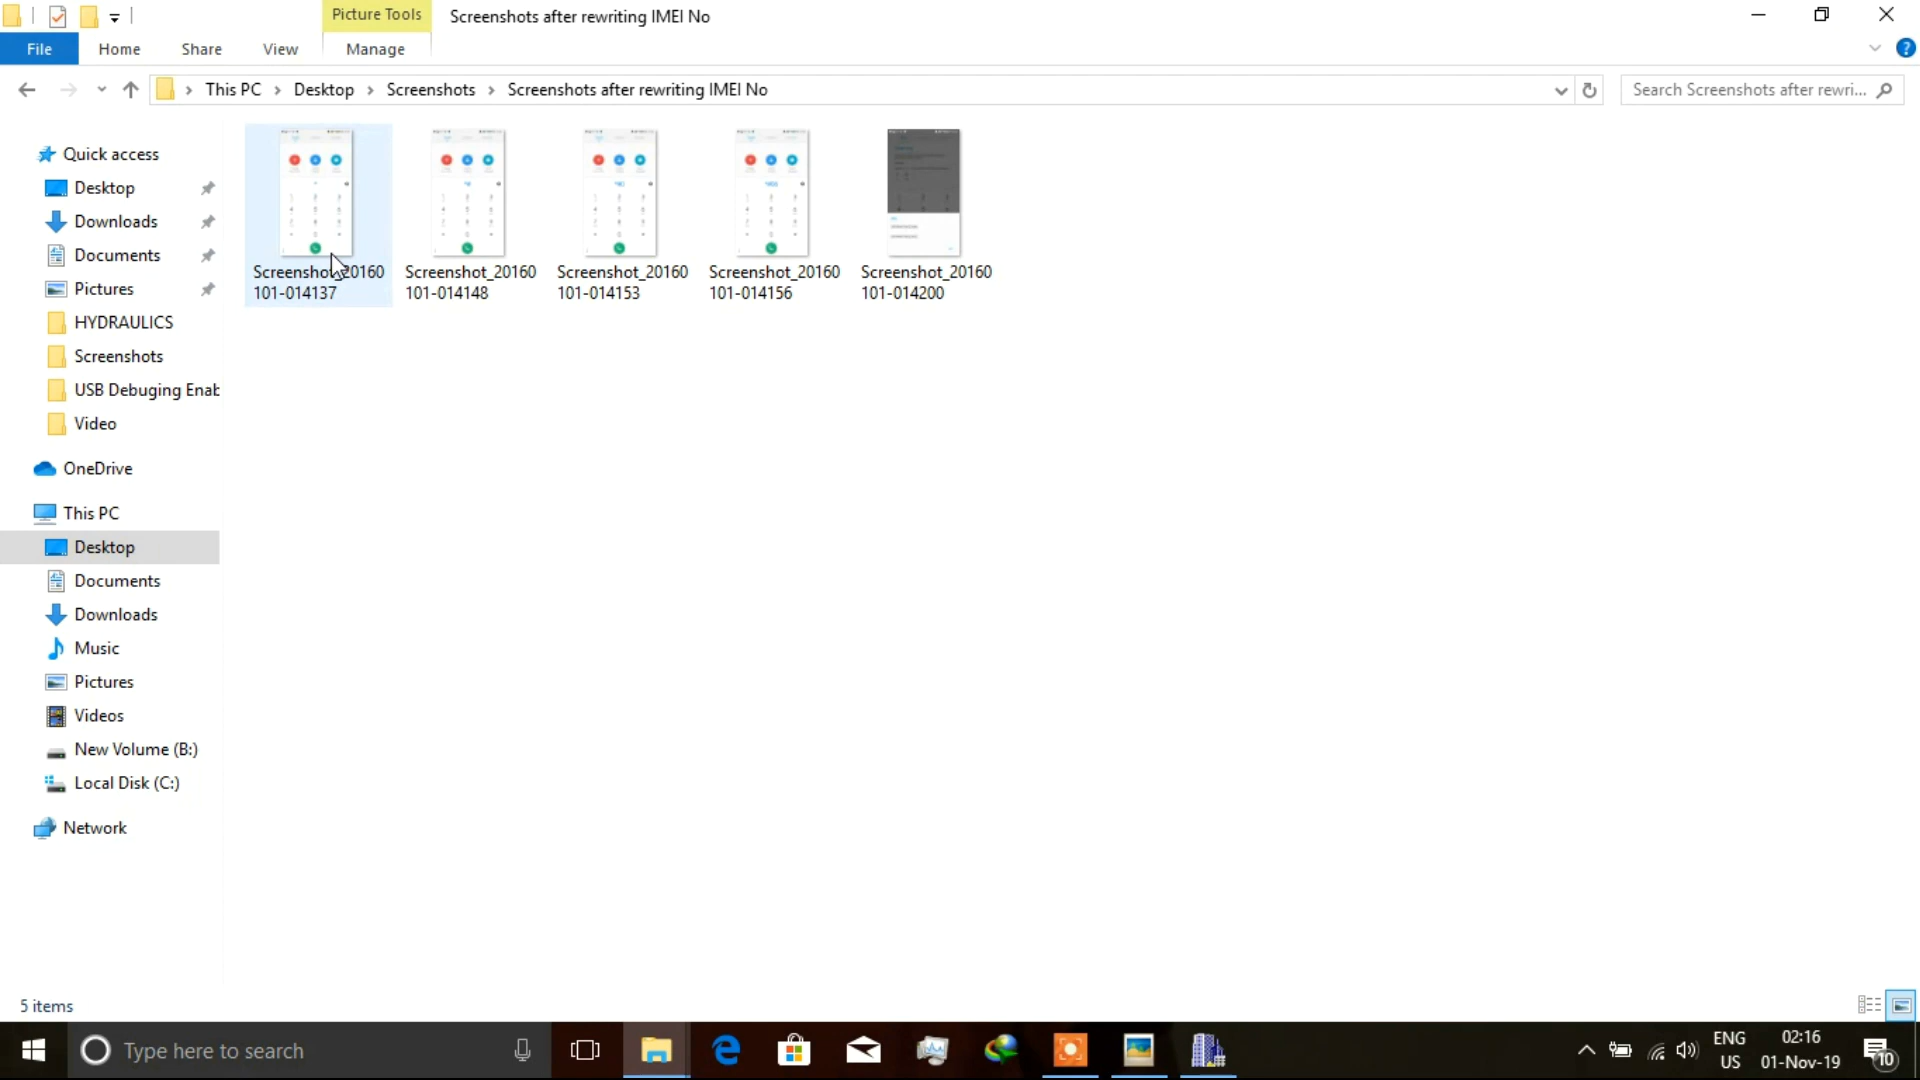 Picture Tools
Screenshots after rewriting IMEI No
File
Home
Share
View
Manage
This PC
Desktop
Screenshots
Screenshots after rewriting IMEI No
Search Screenshots after rewri...
Quick access
Desktop
Downloads
Documents
Pictures
HYDRAULICS
Screenshots
USB Debuging Enab
Video
OneDrive
This PC
Desktop
Documents
Downloads
Music
Pictures
Videos
New Volume (B:)
Local Disk (C:)
Network
Screenshot_20160
101-014137
Screenshot_20160
101-014148
Screenshot_20160
101-014153
Screenshot_20160
101-014156
Screenshot_20160
101-014200
5 items
Type here to search
ENG
US
02:16
01-Nov-19
10